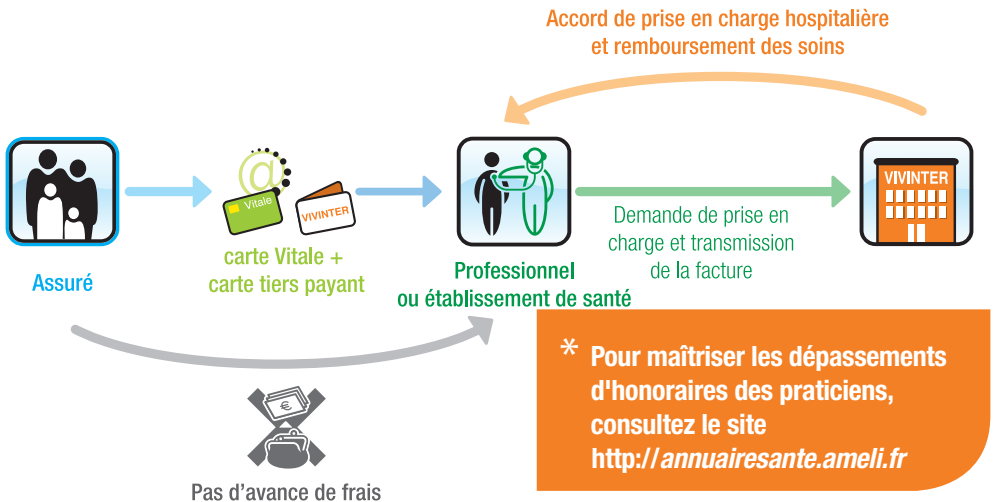 Accord de prise en charge hospitalière
et remboursement des soins
@
Vitale
VIVINTER
VIVINTER
carte Vitale +
carte tiers payant
Assuré
Professionnel
ou établissement de santé
Demande de prise en
charge et transmission
de la facture
€
Pas d’avance de frais
* Pour maîtriser les dépassements
d'honoraires des praticiens,
consultez le site
http://annuairesante.ameli.fr